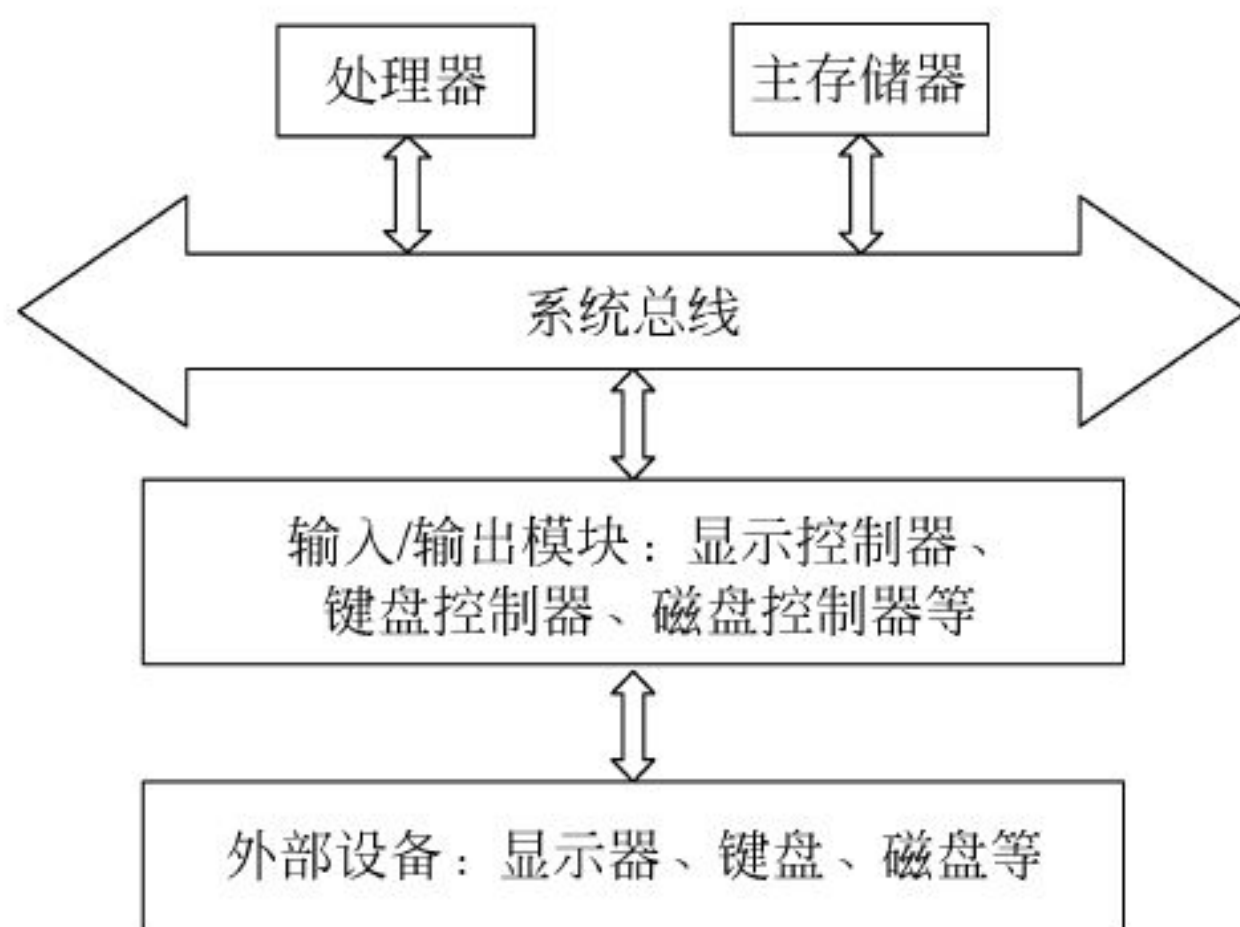 处理器
主存储器
系统总线
输入/输出模块：显示控制器、
键盘控制器、磁盘控制器等
外部设备：显示器、键盘、磁盘等